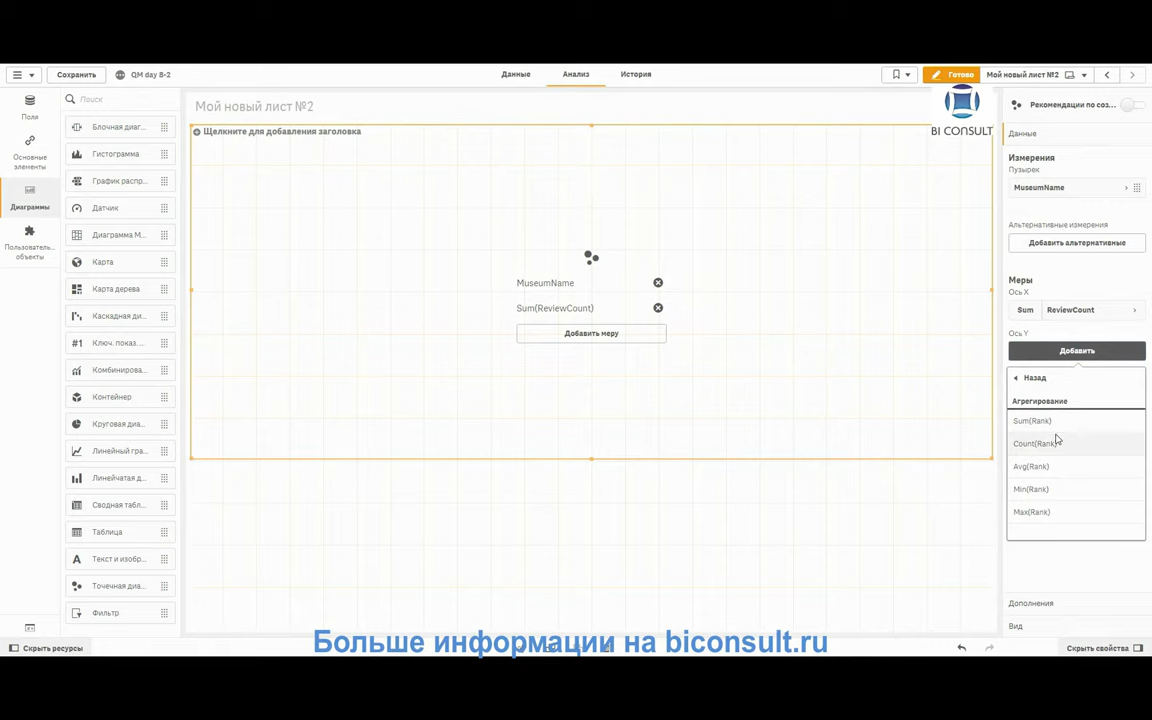 Сохранить
QM day 8-2
Данные
Анализ
История
Готово
Мой новый лист №2
Поля
Основные элементы
Диаграммы
Пользователь... объекты
Поиск
Блочная диаг...
Гистограмма
График распр...
Датчик
Диаграмма М...
Карта
Карта дерева
Каскадная ди...
#1 Ключ. показ...
Комбинирова...
Контейнер
Круговая диа...
Линейный гра...
Линейчатая д...
Сводная табл...
Таблица
A Текст и изобр...
Точечная диа...
Фильтр
Скрыть ресурсы
Мой новый лист №2
Щелкните для добавления заголовка
MuseumName
Sum(ReviewCount)
Добавить меру
BI CONSULT
Рекомендации по соз...
Данные
Измерения
Пузырек
MuseumName
Альтернативные измерения
Добавить альтернативные
Меры
Ось X
Sum ReviewCount
Ось Y
Добавить
Назад
Агрегирование
Sum(Rank)
Count(Rank)
Avg(Rank)
Min(Rank)
Max(Rank)
Дополнения
Вид
Скрыть свойства
Больше информации на biconsult.ru